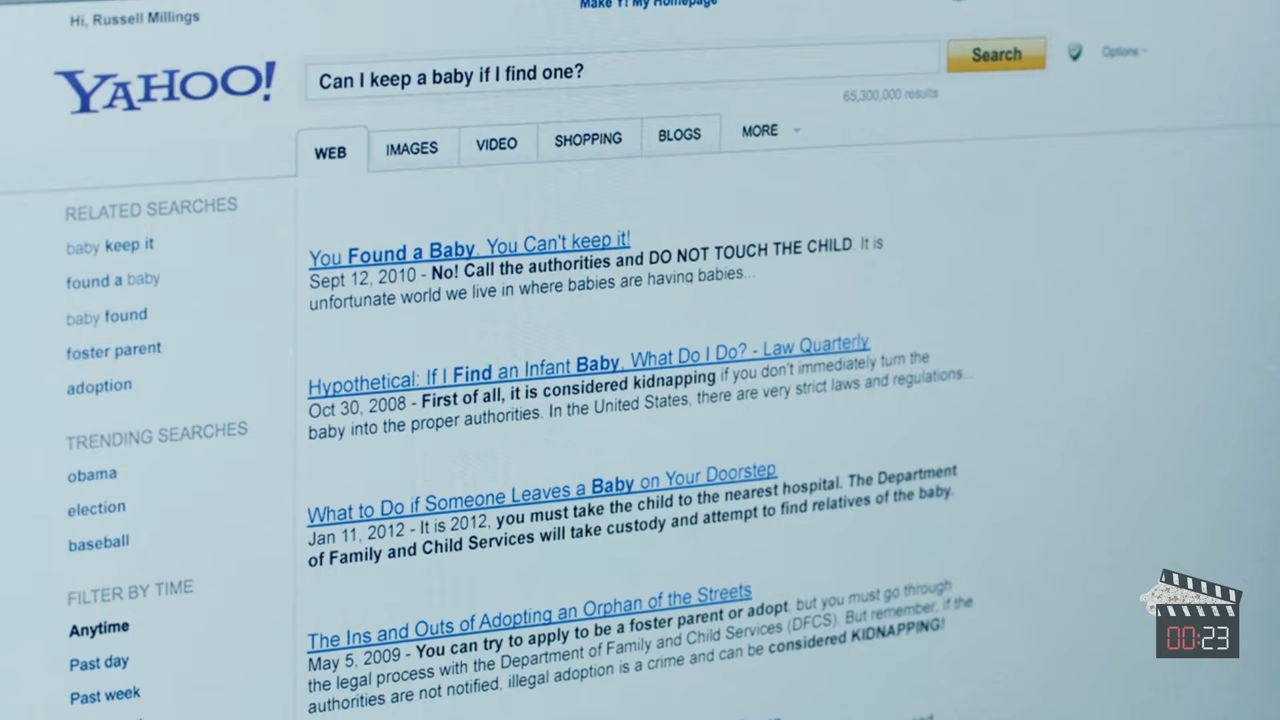 Make Y! My Homepage
Hi, Russell Millings
YAHOO!
Can I keep a baby if I find one?
Search
Options
65,300,000 results
WEB
IMAGES
VIDEO
SHOPPING
BLOGS
MORE
RELATED SEARCHES
baby keep it
found a baby
baby found
foster parent
adoption
TRENDING SEARCHES
obama
election
baseball
FILTER BY TIME
Anytime
Past day
Past week
You Found a Baby. You Can't keep it!
Sept 12, 2010 - No! Call the authorities and DO NOT TOUCH THE CHILD. It is
unfortunate world we live in where babies are having babies...
Hypothetical: If I Find an Infant Baby, What Do I Do? - Law Quarterly
Oct 30, 2008 - First of all, it is considered kidnapping if you don't immediately turn the
baby into the proper authorities. In the United States, there are very strict laws and regulations...
What to Do if Someone Leaves a Baby on Your Doorstep
Jan 11, 2012 - It is 2012, you must take the child to the nearest hospital. The Department
of Family and Child Services will take custody and attempt to find relatives of the baby.
The Ins and Outs of Adopting an Orphan of the Streets
May 5, 2009 - You can try to apply to be a foster parent or adopt, but you must go through
the legal process with the Department of Family and Child Services (DFCS). But remember, if the
authorities are not notified, illegal adoption is a crime and can be considered KIDNAPPING!
00:23